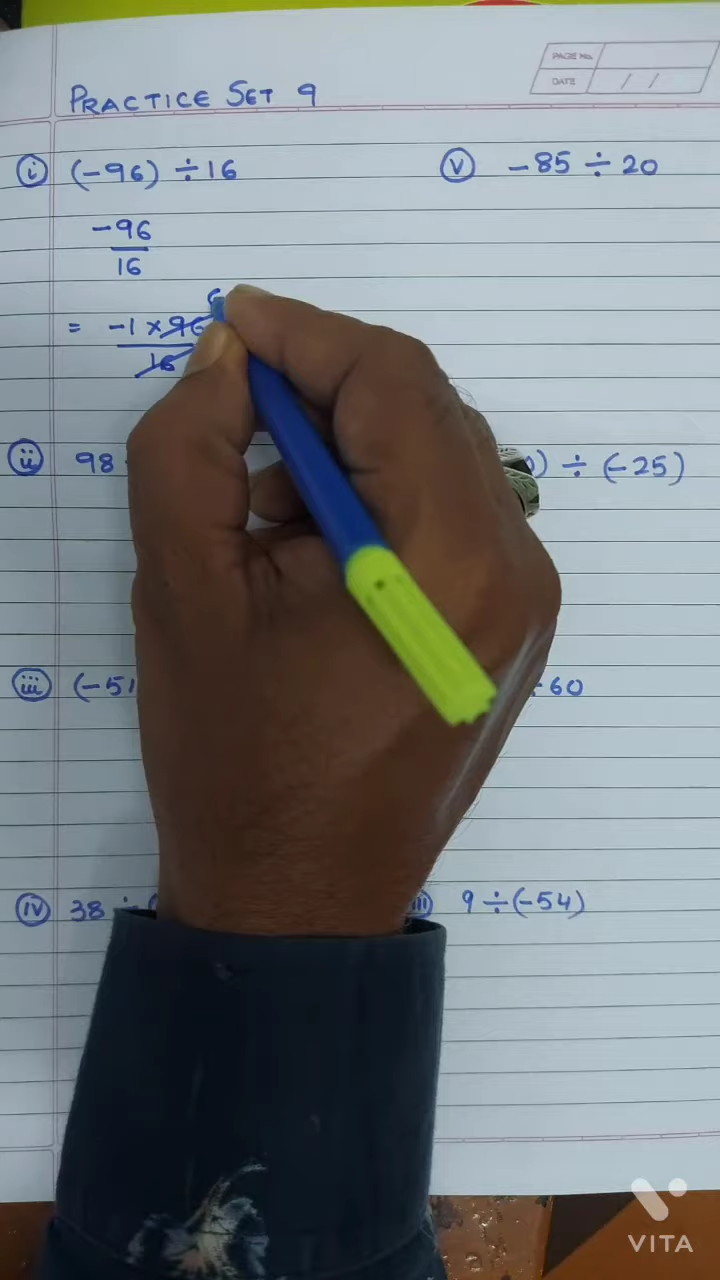 PAGE No.
DATE / /
PRACTICE SET 9
i (-96) ÷ 16
-96
16
= -1 × 96 6
16
ii 98
iii (-51
iv 38 ÷ (
v -85 ÷ 20
) ÷ (-25)
÷ 60
9 ÷ (-54)
VITA